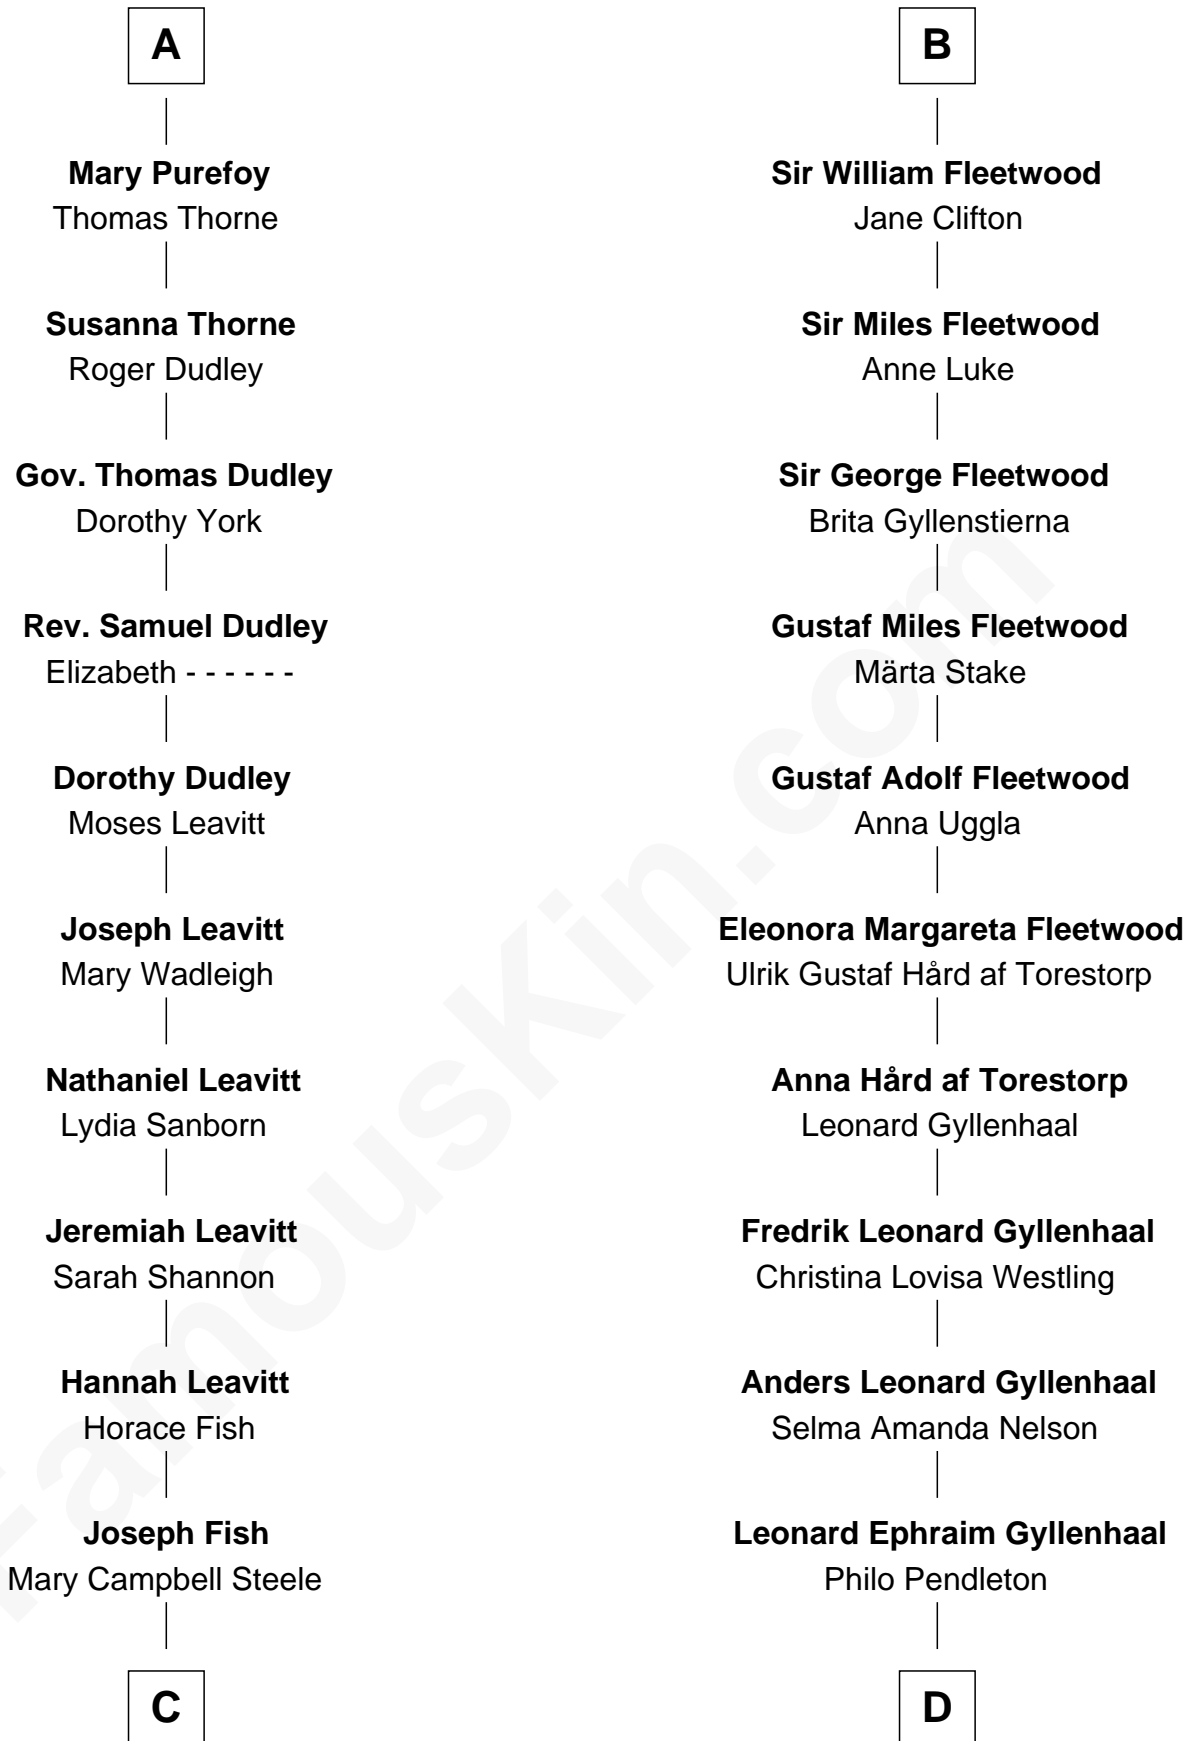 A
Mary Purefoy
Thomas Thorne
Susanna Thorne
Roger Dudley
Gov. Thomas Dudley
Dorothy York
Rev. Samuel Dudley
Elizabeth - - - - - -
Dorothy Dudley
Moses Leavitt
Joseph Leavitt
Mary Wadleigh
Nathaniel Leavitt
Lydia Sanborn
Jeremiah Leavitt
Sarah Shannon
Hannah Leavitt
Horace Fish
Joseph Fish
Mary Campbell Steele
C
B
Sir William Fleetwood
Jane Clifton
Sir Miles Fleetwood
Anne Luke
Sir George Fleetwood
Brita Gyllenstierna
Gustaf Miles Fleetwood
Märta Stake
Gustaf Adolf Fleetwood
Anna Uggla
Eleonora Margareta Fleetwood
Ulrik Gustaf Hård af Torestorp
Anna Hård af Torestorp
Leonard Gyllenhaal
Fredrik Leonard Gyllenhaal
Christina Lovisa Westling
Anders Leonard Gyllenhaal
Selma Amanda Nelson
Leonard Ephraim Gyllenhaal
Philo Pendleton
D
FamousKin.com